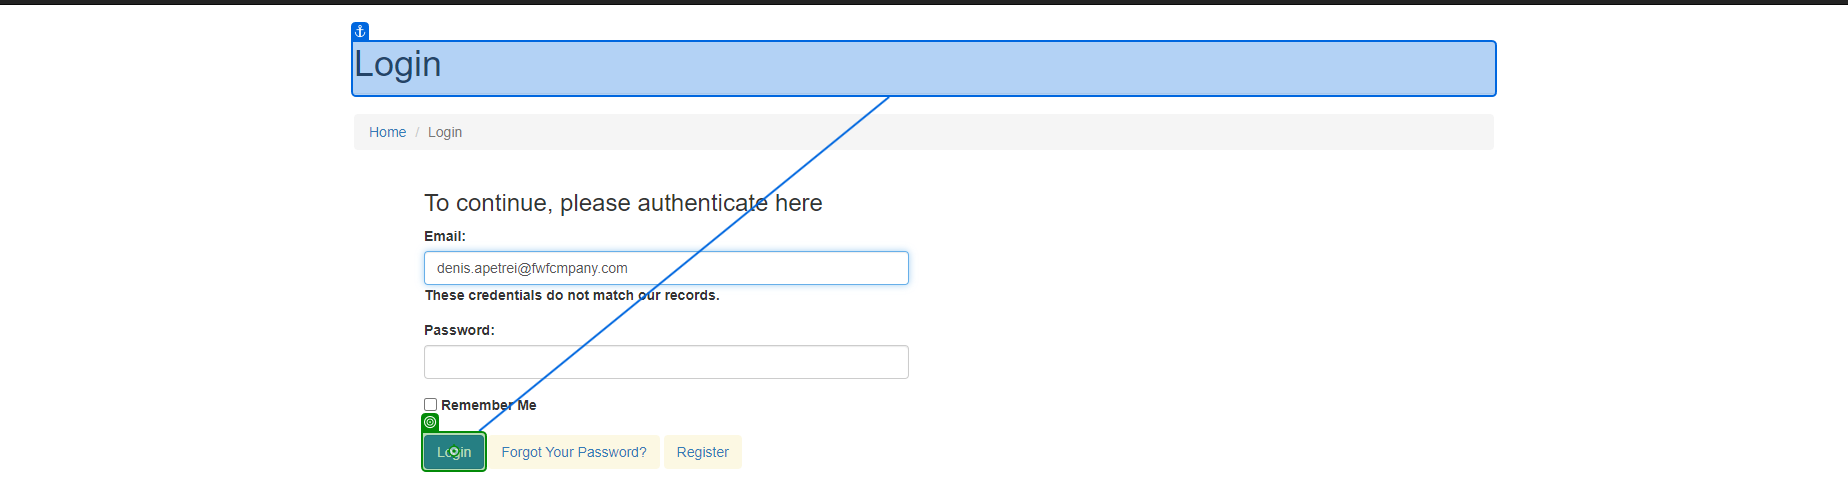 Login
Home / Login
To continue, please authenticate here
Email:
denis.apetrei@fwfcmpany.com
These credentials do not match our records.
Password:
Remember Me
Login Forgot Your Password? Register